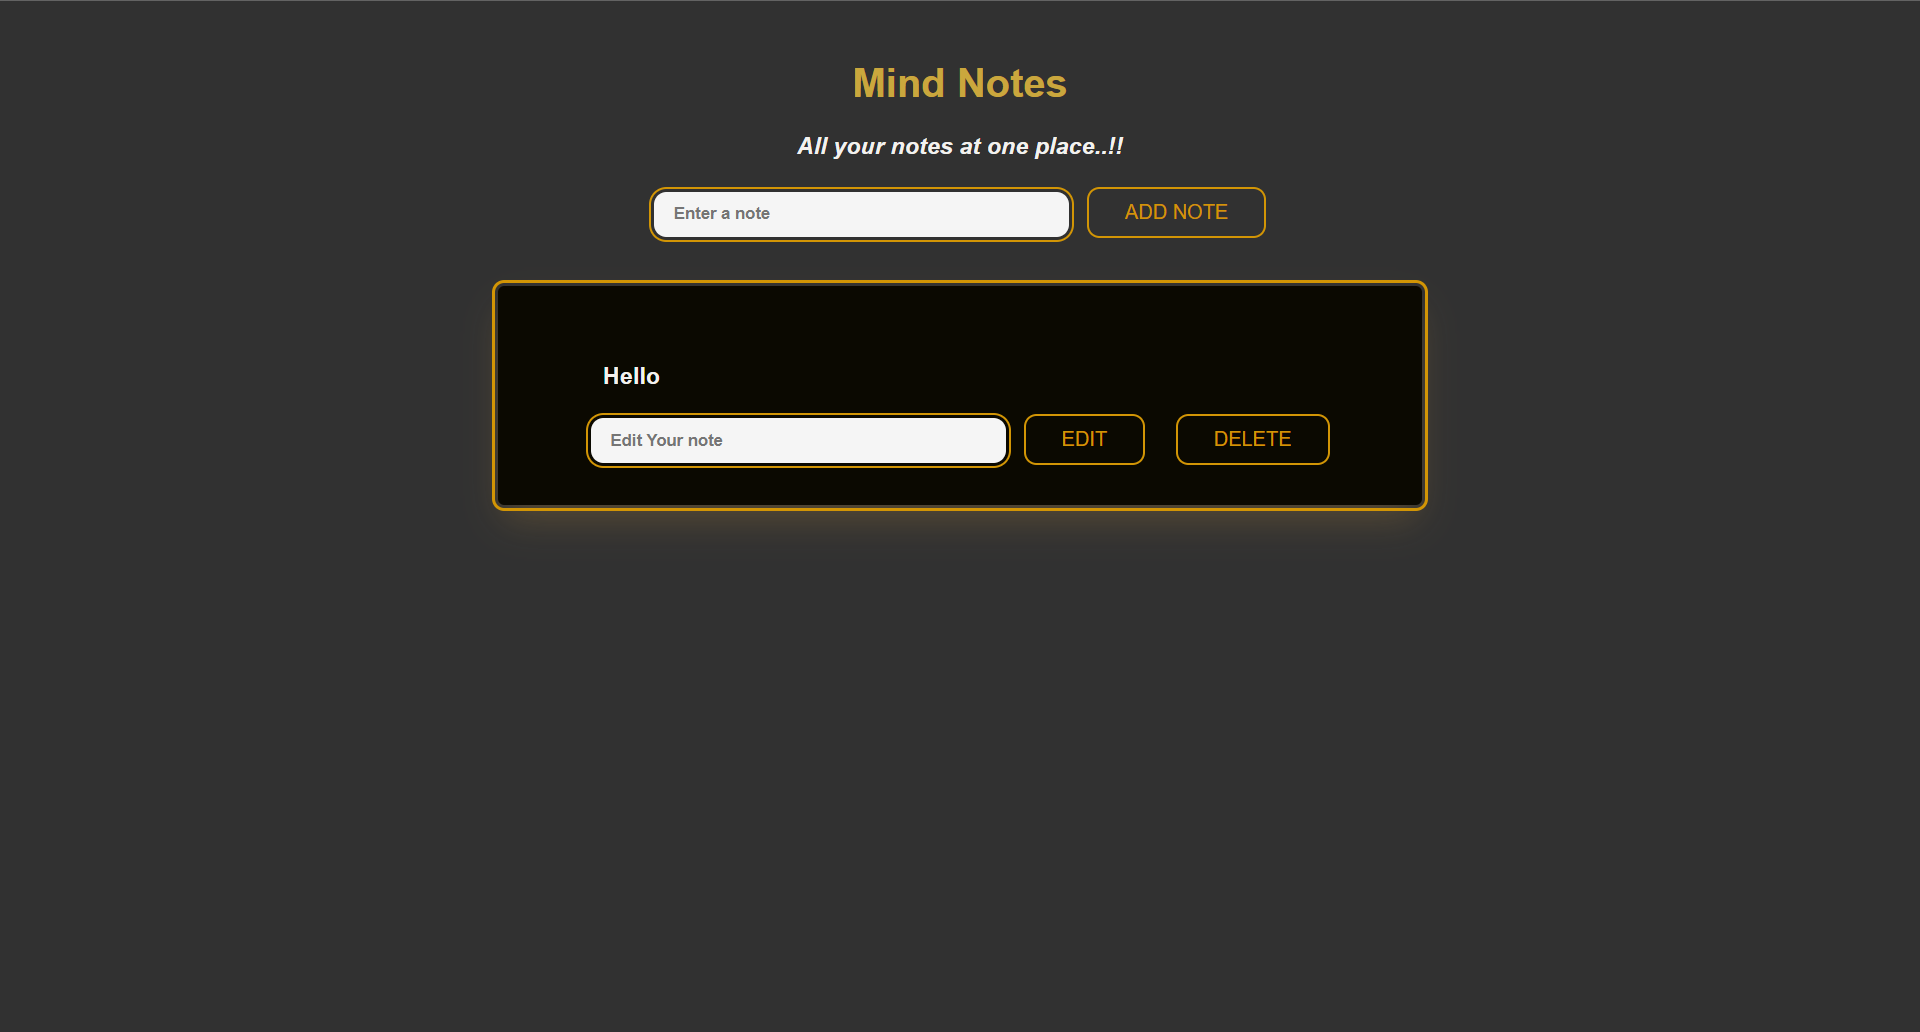 Mind Notes
All your notes at one place..!!
Enter a note ADD NOTE
Hello
Edit Your note EDIT DELETE